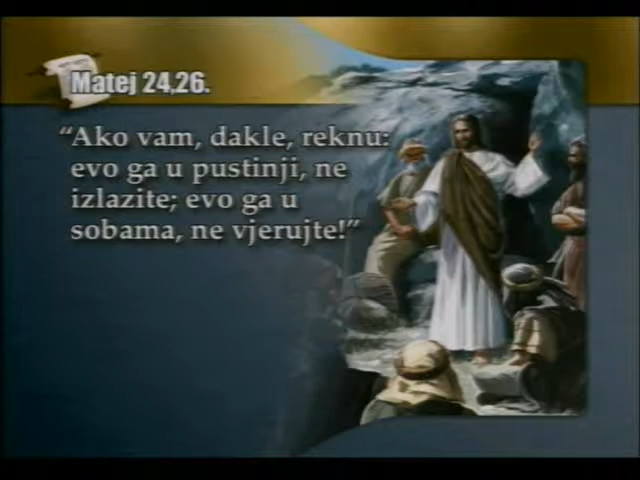 Matej 24,26.
“Ako vam, dakle, reknu:
evo ga u pustinji, ne
izlazite; evo ga u
sobama, ne vjerujte!”